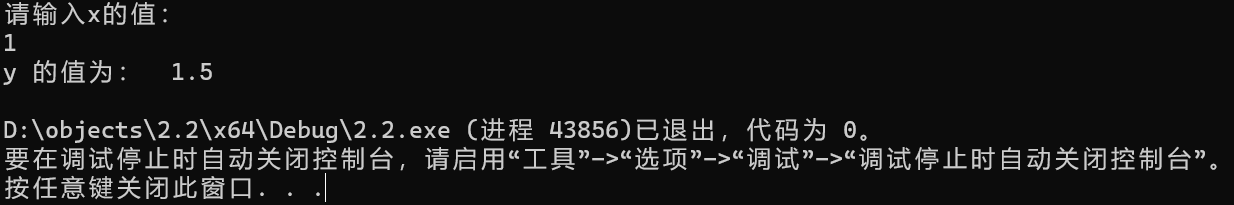 请输入x的值:
1
y 的值为:  1.5
D:\objects\2.2\x64\Debug\2.2.exe (进程 43856)已退出，代码为 0。
要在调试停止时自动关闭控制台，请启用“工具”->“选项”->“调试”->“调试停止时自动关闭控制台”。
按任意键关闭此窗口. . .